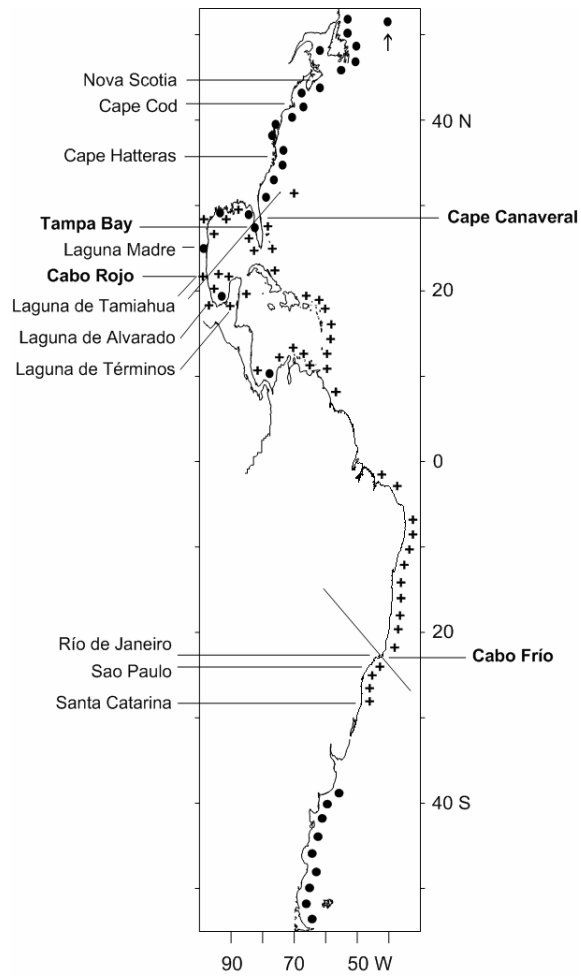 Nova Scotia
Cape Cod
40 N
Cape Hatteras
Tampa Bay
Cape Canaveral
Laguna Madre
Cabo Rojo
20
Laguna de Tamiahua
Laguna de Alvarado
Laguna de Términos
0
20
Río de Janeiro
Cabo Frío
Sao Paulo
Santa Catarina
40 S
90 70 50 W